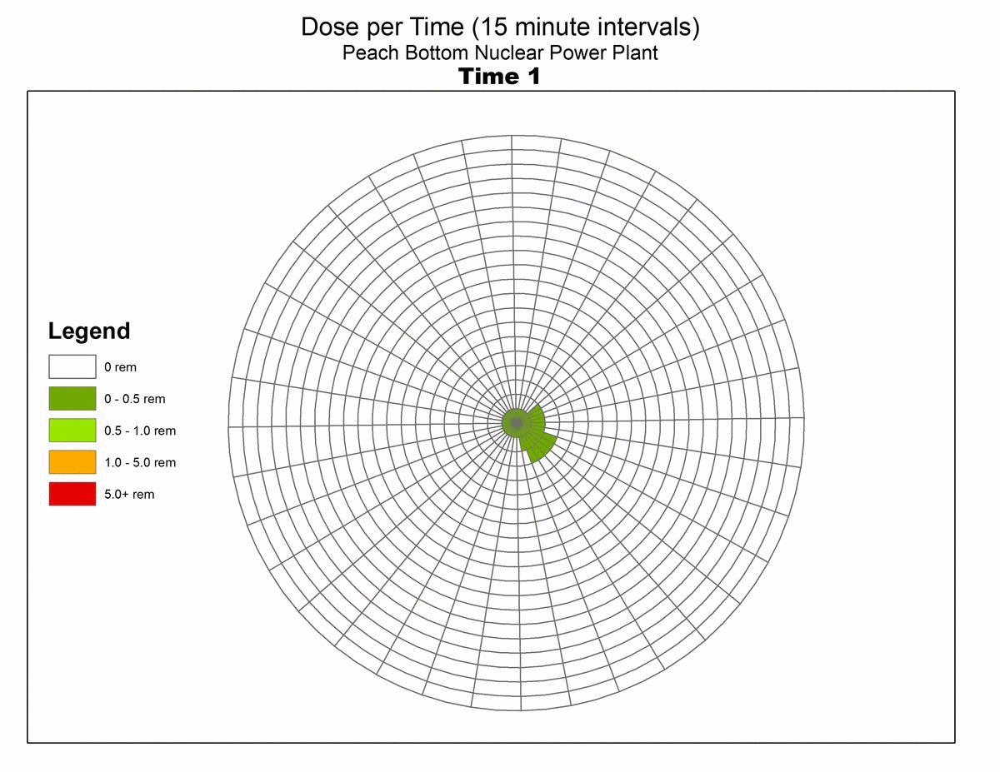 Dose per Time (15 minute intervals)
Peach Bottom Nuclear Power Plant
Time 1
Legend
0 rem
0 - 0.5 rem
0.5 - 1.0 rem
1.0 - 5.0 rem
5.0+ rem